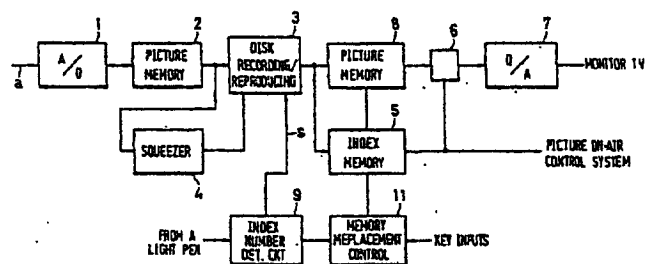 1
2
3
8
6
7
A/D
PICTURE MEMORY
DISK RECORDING/ REPRODUCING
PICTURE MEMORY
D/A
MONITOR TV
a
5
SQUEEZER
4
S
INDEX MEMORY
PICTURE ON-AIR CONTROL SYSTEM
9
11
FROM A LIGHT PEN
INDEX NUMBER DET. CKT
MEMORY MEPLACEMENT CONTROL
KEY INPUTS